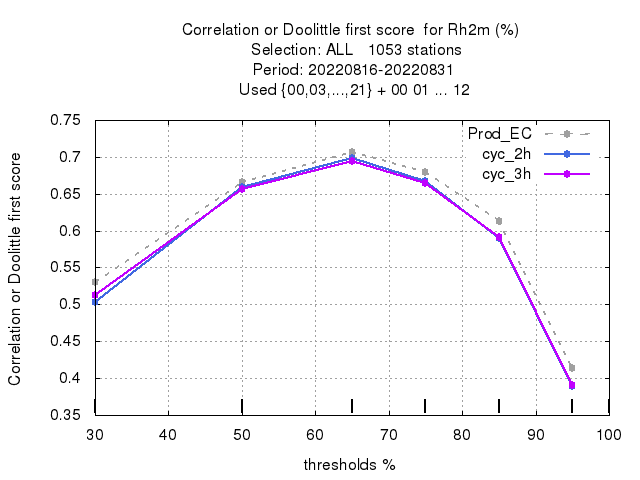 Correlation or Doolittle first score  for Rh2m (%)
Selection: ALL   1053 stations
Period: 20220816-20220831
Used {00,03,...,21} + 00 01 ... 12
Correlation or Doolittle first score
0.75
0.7
0.65
0.6
0.55
0.5
0.45
0.4
0.35
Prod_EC
cyc_2h
cyc_3h
30 40 50 60 70 80 90 100
thresholds %